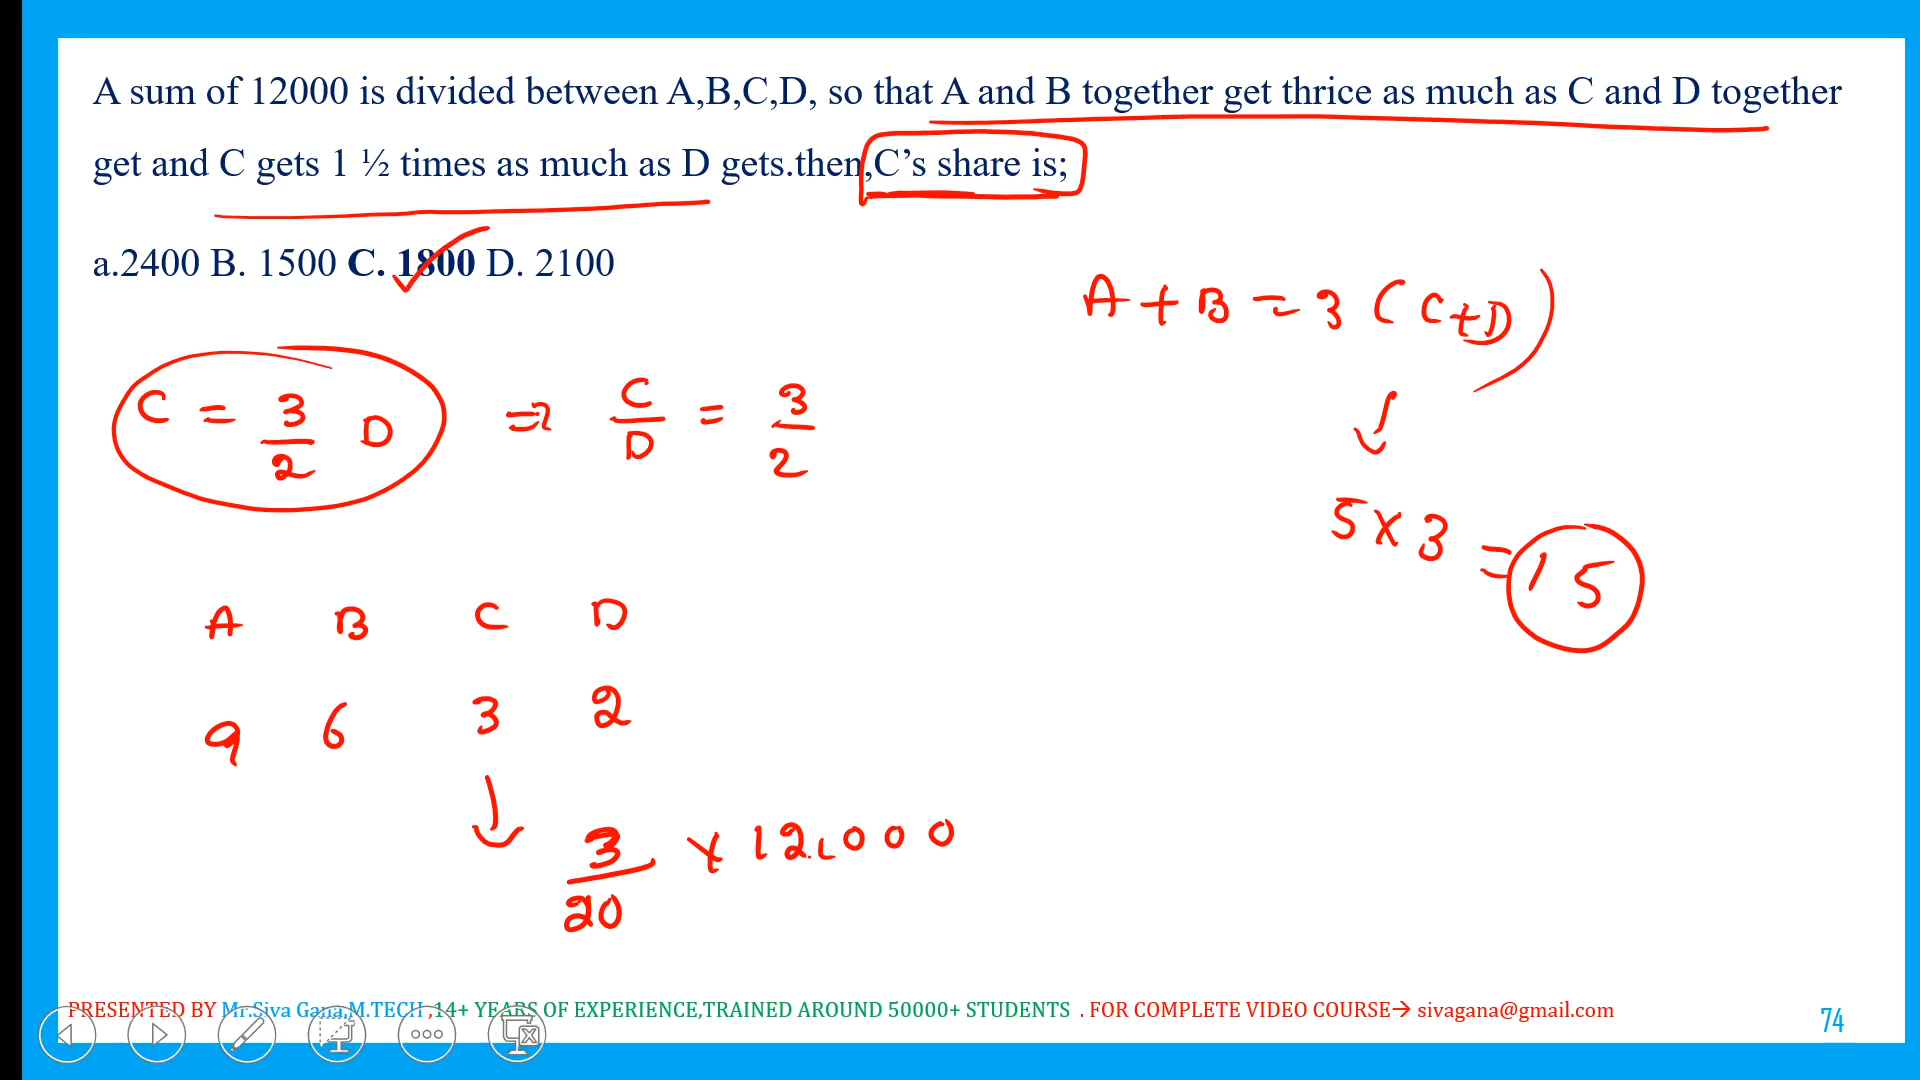 A sum of 12000 is divided between A,B,C,D, so that A and B together get thrice as much as C and D together
get and C gets 1 ½ times as much as D gets.then,C’s share is;
a.2400 B. 1500 C. 1800 D. 2100
A + B = 3 ( C+D )
C = 3/2 D ⇒ C/D = 3/2
5 × 3 = 15
A B C D
9 6 3 2
3/20 × 12,000
PRESENTED BY Mr.Siva Gana,M.TECH ,14+ YEARS OF EXPERIENCE,TRAINED AROUND 50000+ STUDENTS . FOR COMPLETE VIDEO COURSE→ sivagana@gmail.com
74